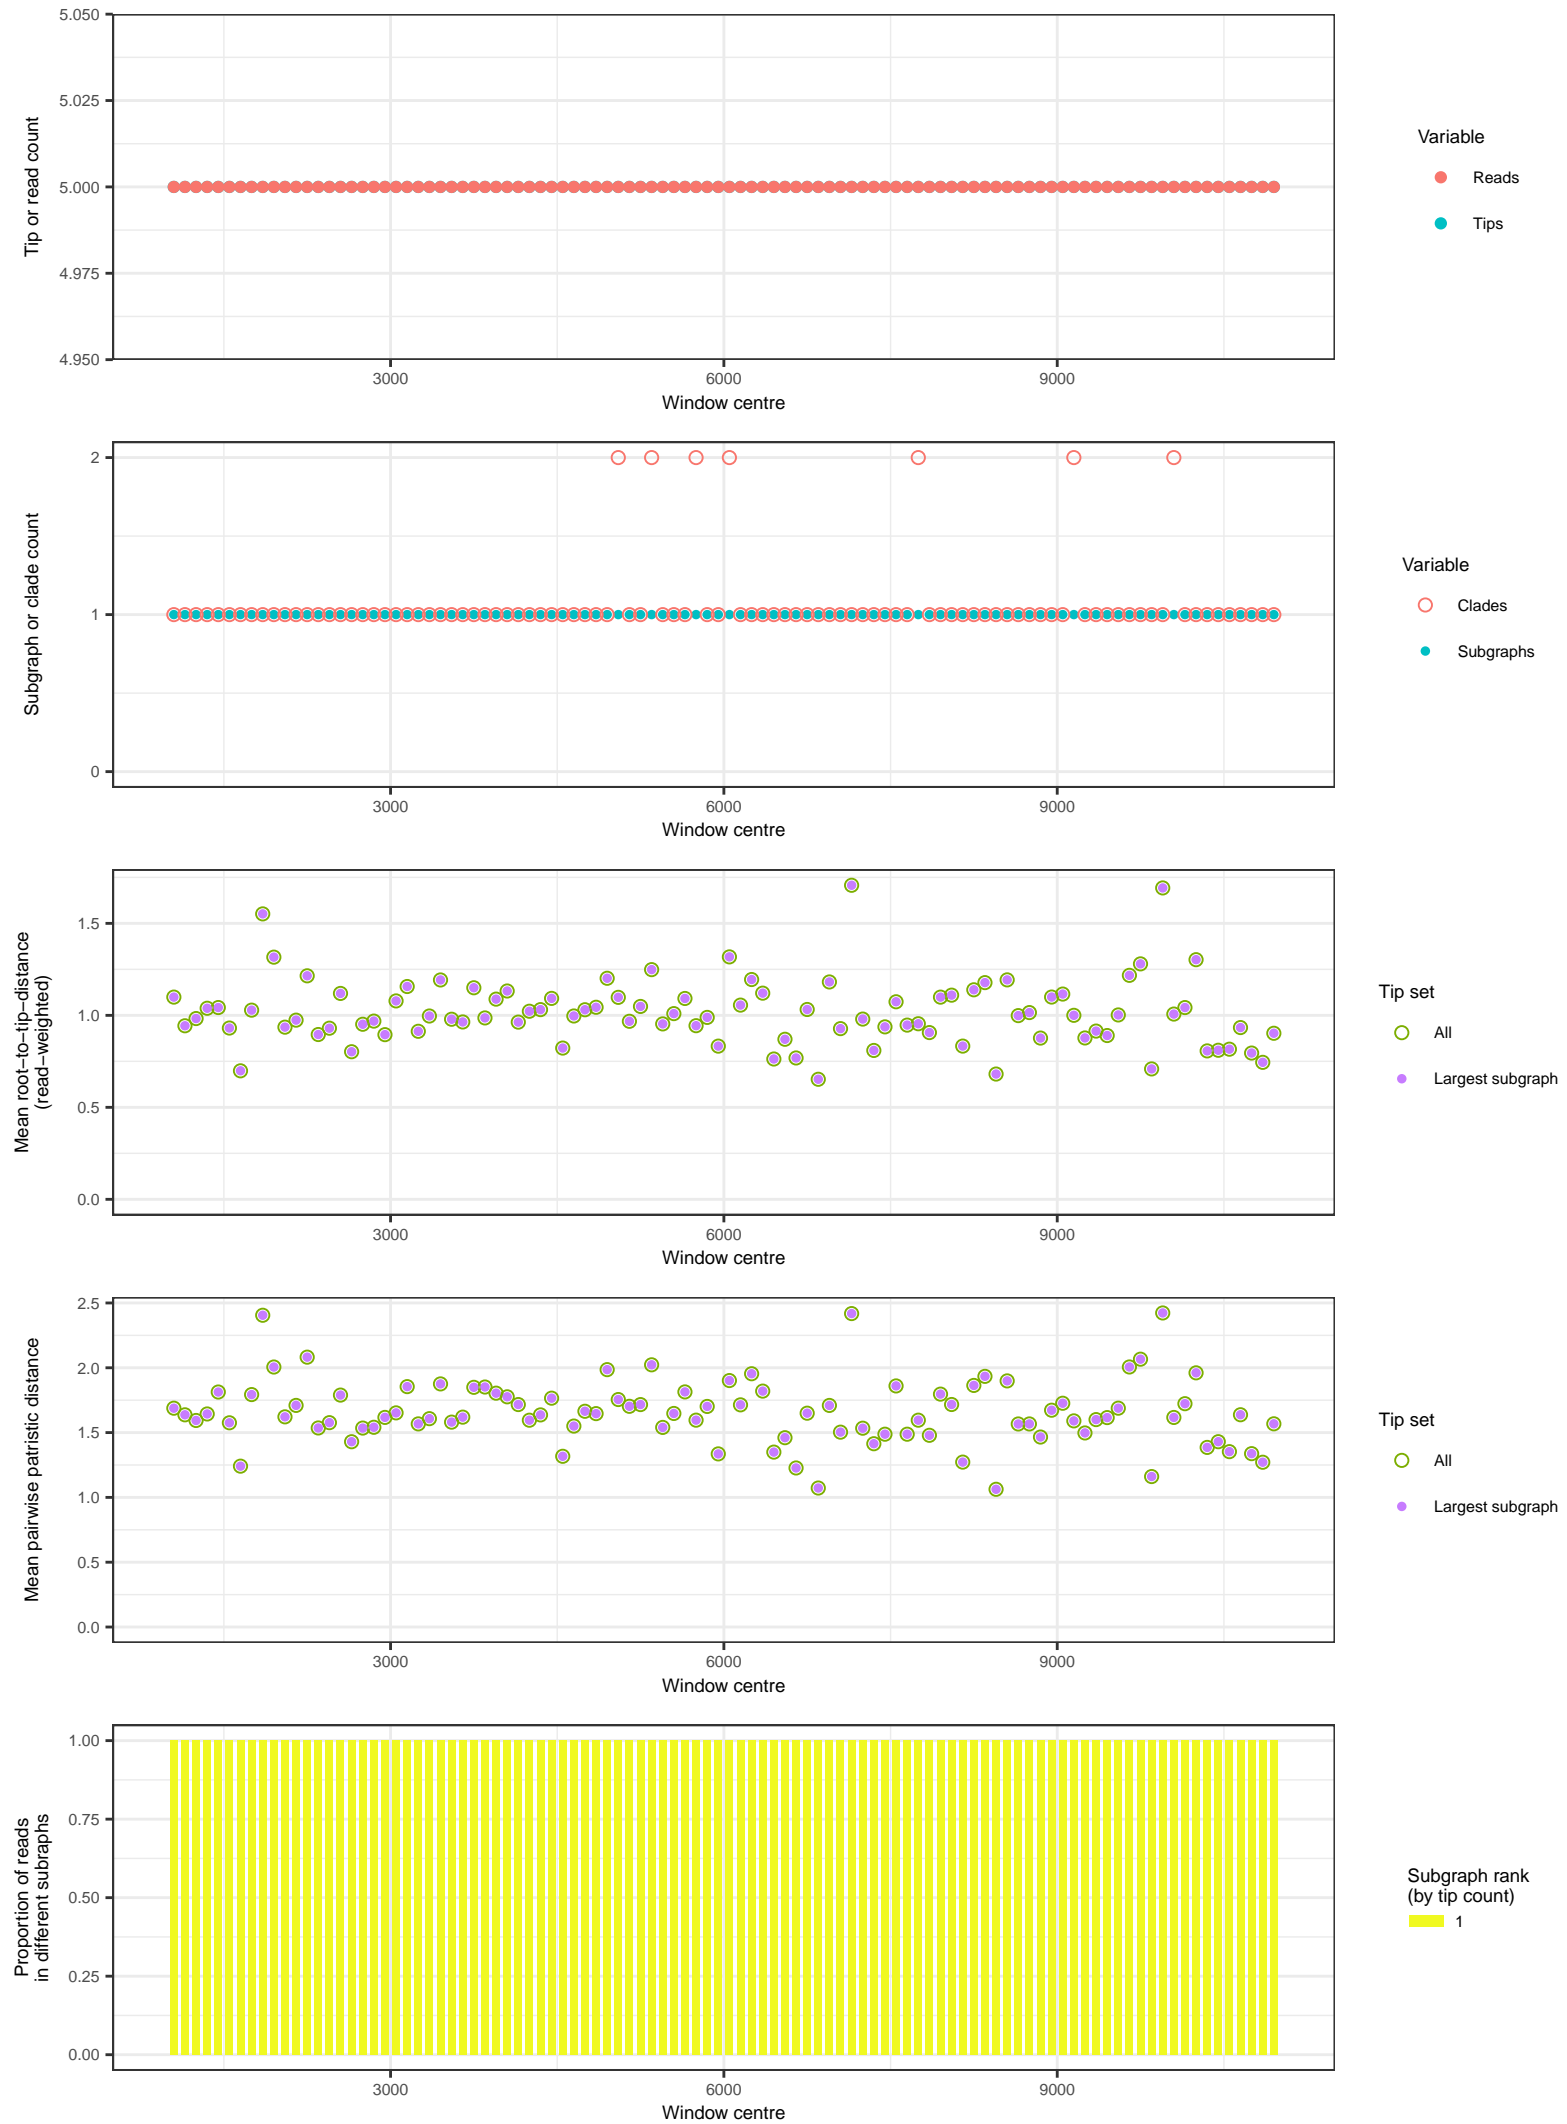 5.050
5.025
5.000
4.975
4.950
Tip or read count
3000 6000 9000
Window centre
Variable
Reads
Tips
2
1
0
Subgraph or clade count
3000 6000 9000
Window centre
Variable
Clades
Subgraphs
1.5
1.0
0.5
0.0
Mean root−to−tip−distance
(read−weighted)
3000 6000 9000
Window centre
Tip set
All
Largest subgraph
2.5
2.0
1.5
1.0
0.5
0.0
Mean pairwise patristic distance
3000 6000 9000
Window centre
Tip set
All
Largest subgraph
1.00
0.75
0.50
0.25
0.00
Proportion of reads
in different subraphs
3000 6000 9000
Window centre
Subgraph rank
(by tip count)
1